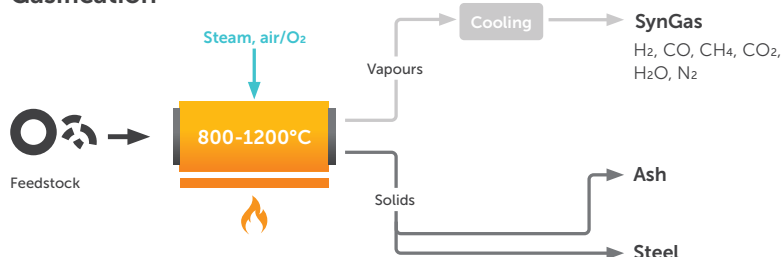 Gasification
Steam, air/O₂
Cooling
SynGas
H₂, CO, CH₄, CO₂,
H₂O, N₂
Vapours
800-1200°C
Feedstock
Solids
Ash
Steel